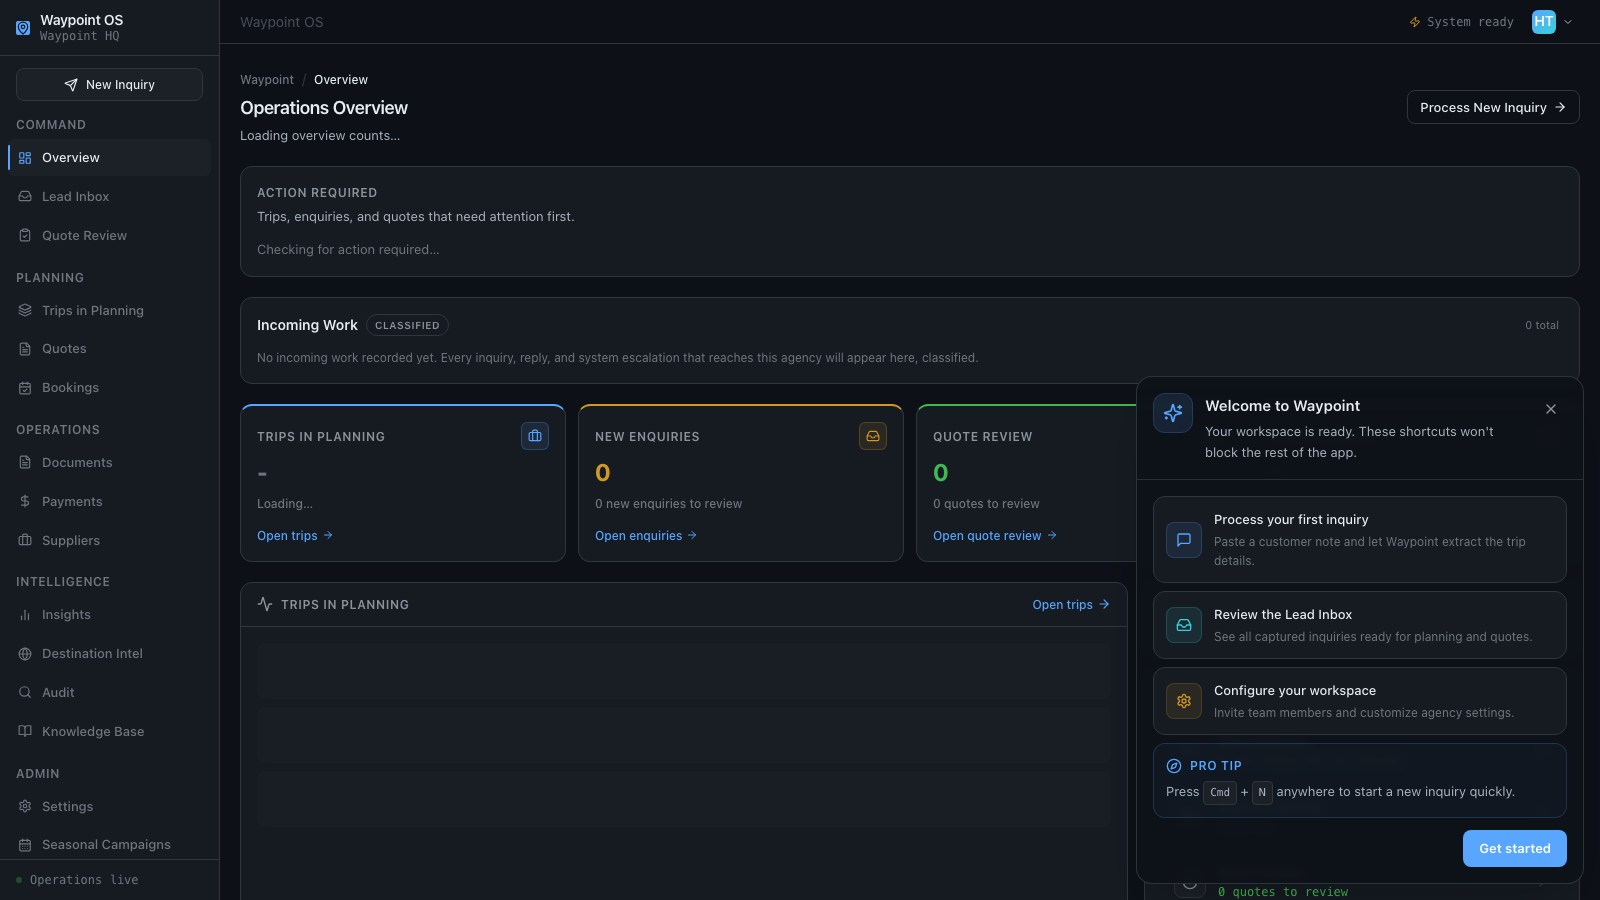 Waypoint OS
Waypoint HQ
New Inquiry
COMMAND
Overview
Lead Inbox
Quote Review
PLANNING
Trips in Planning
Quotes
Bookings
OPERATIONS
Documents
Payments
Suppliers
INTELLIGENCE
Insights
Destination Intel
Audit
Knowledge Base
ADMIN
Settings
Seasonal Campaigns
Operations live
Waypoint OS
System ready
HT
Waypoint / Overview
Operations Overview
Loading overview counts...
Process New Inquiry
ACTION REQUIRED
Trips, enquiries, and quotes that need attention first.
Checking for action required...
Incoming Work CLASSIFIED
0 total
No incoming work recorded yet. Every inquiry, reply, and system escalation that reaches this agency will appear here, classified.
TRIPS IN PLANNING
-
Loading...
Open trips
NEW ENQUIRIES
0
0 new enquiries to review
Open enquiries
QUOTE REVIEW
0
0 quotes to review
Open quote review
TRIPS IN PLANNING
Open trips
Welcome to Waypoint
Your workspace is ready. These shortcuts won't
block the rest of the app.
Process your first inquiry
Paste a customer note and let Waypoint extract the trip
details.
Review the Lead Inbox
See all captured inquiries ready for planning and quotes.
Configure your workspace
Invite team members and customize agency settings.
PRO TIP
Press Cmd + N anywhere to start a new inquiry quickly.
Get started
0 quotes to review